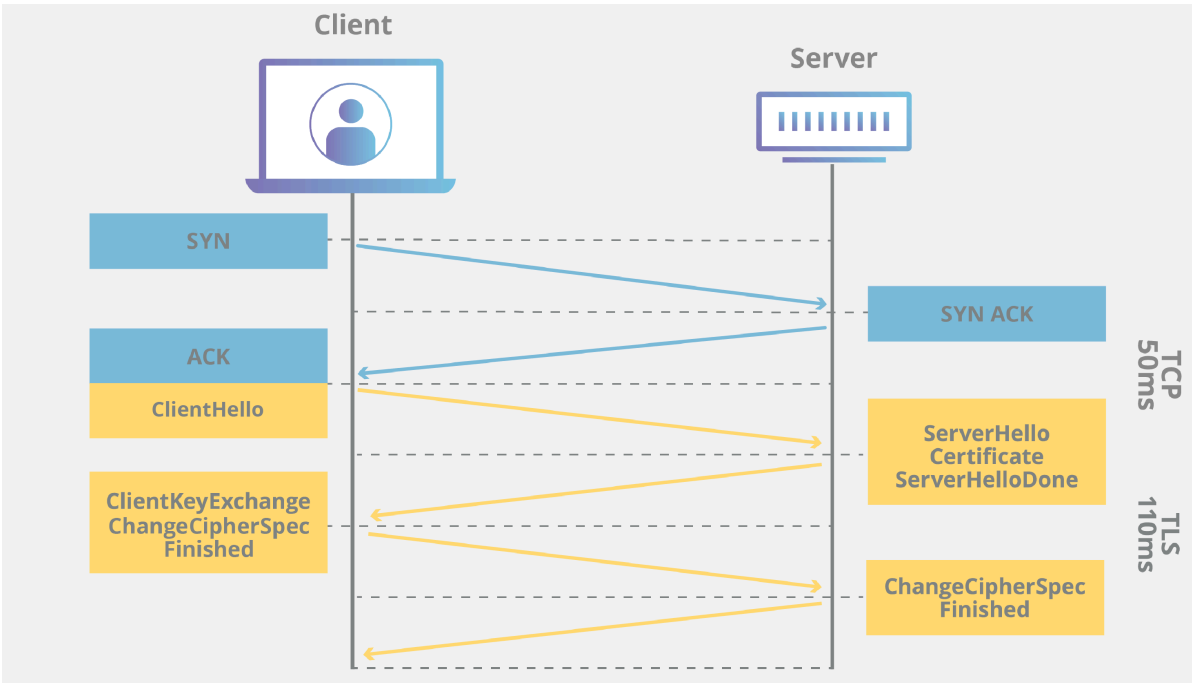 Client
Server
SYN
SYN ACK
ACK
ClientHello
TCP
50ms
ServerHello
Certificate
ServerHelloDone
ClientKeyExchange
ChangeCipherSpec
Finished
TLS
110ms
ChangeCipherSpec
Finished